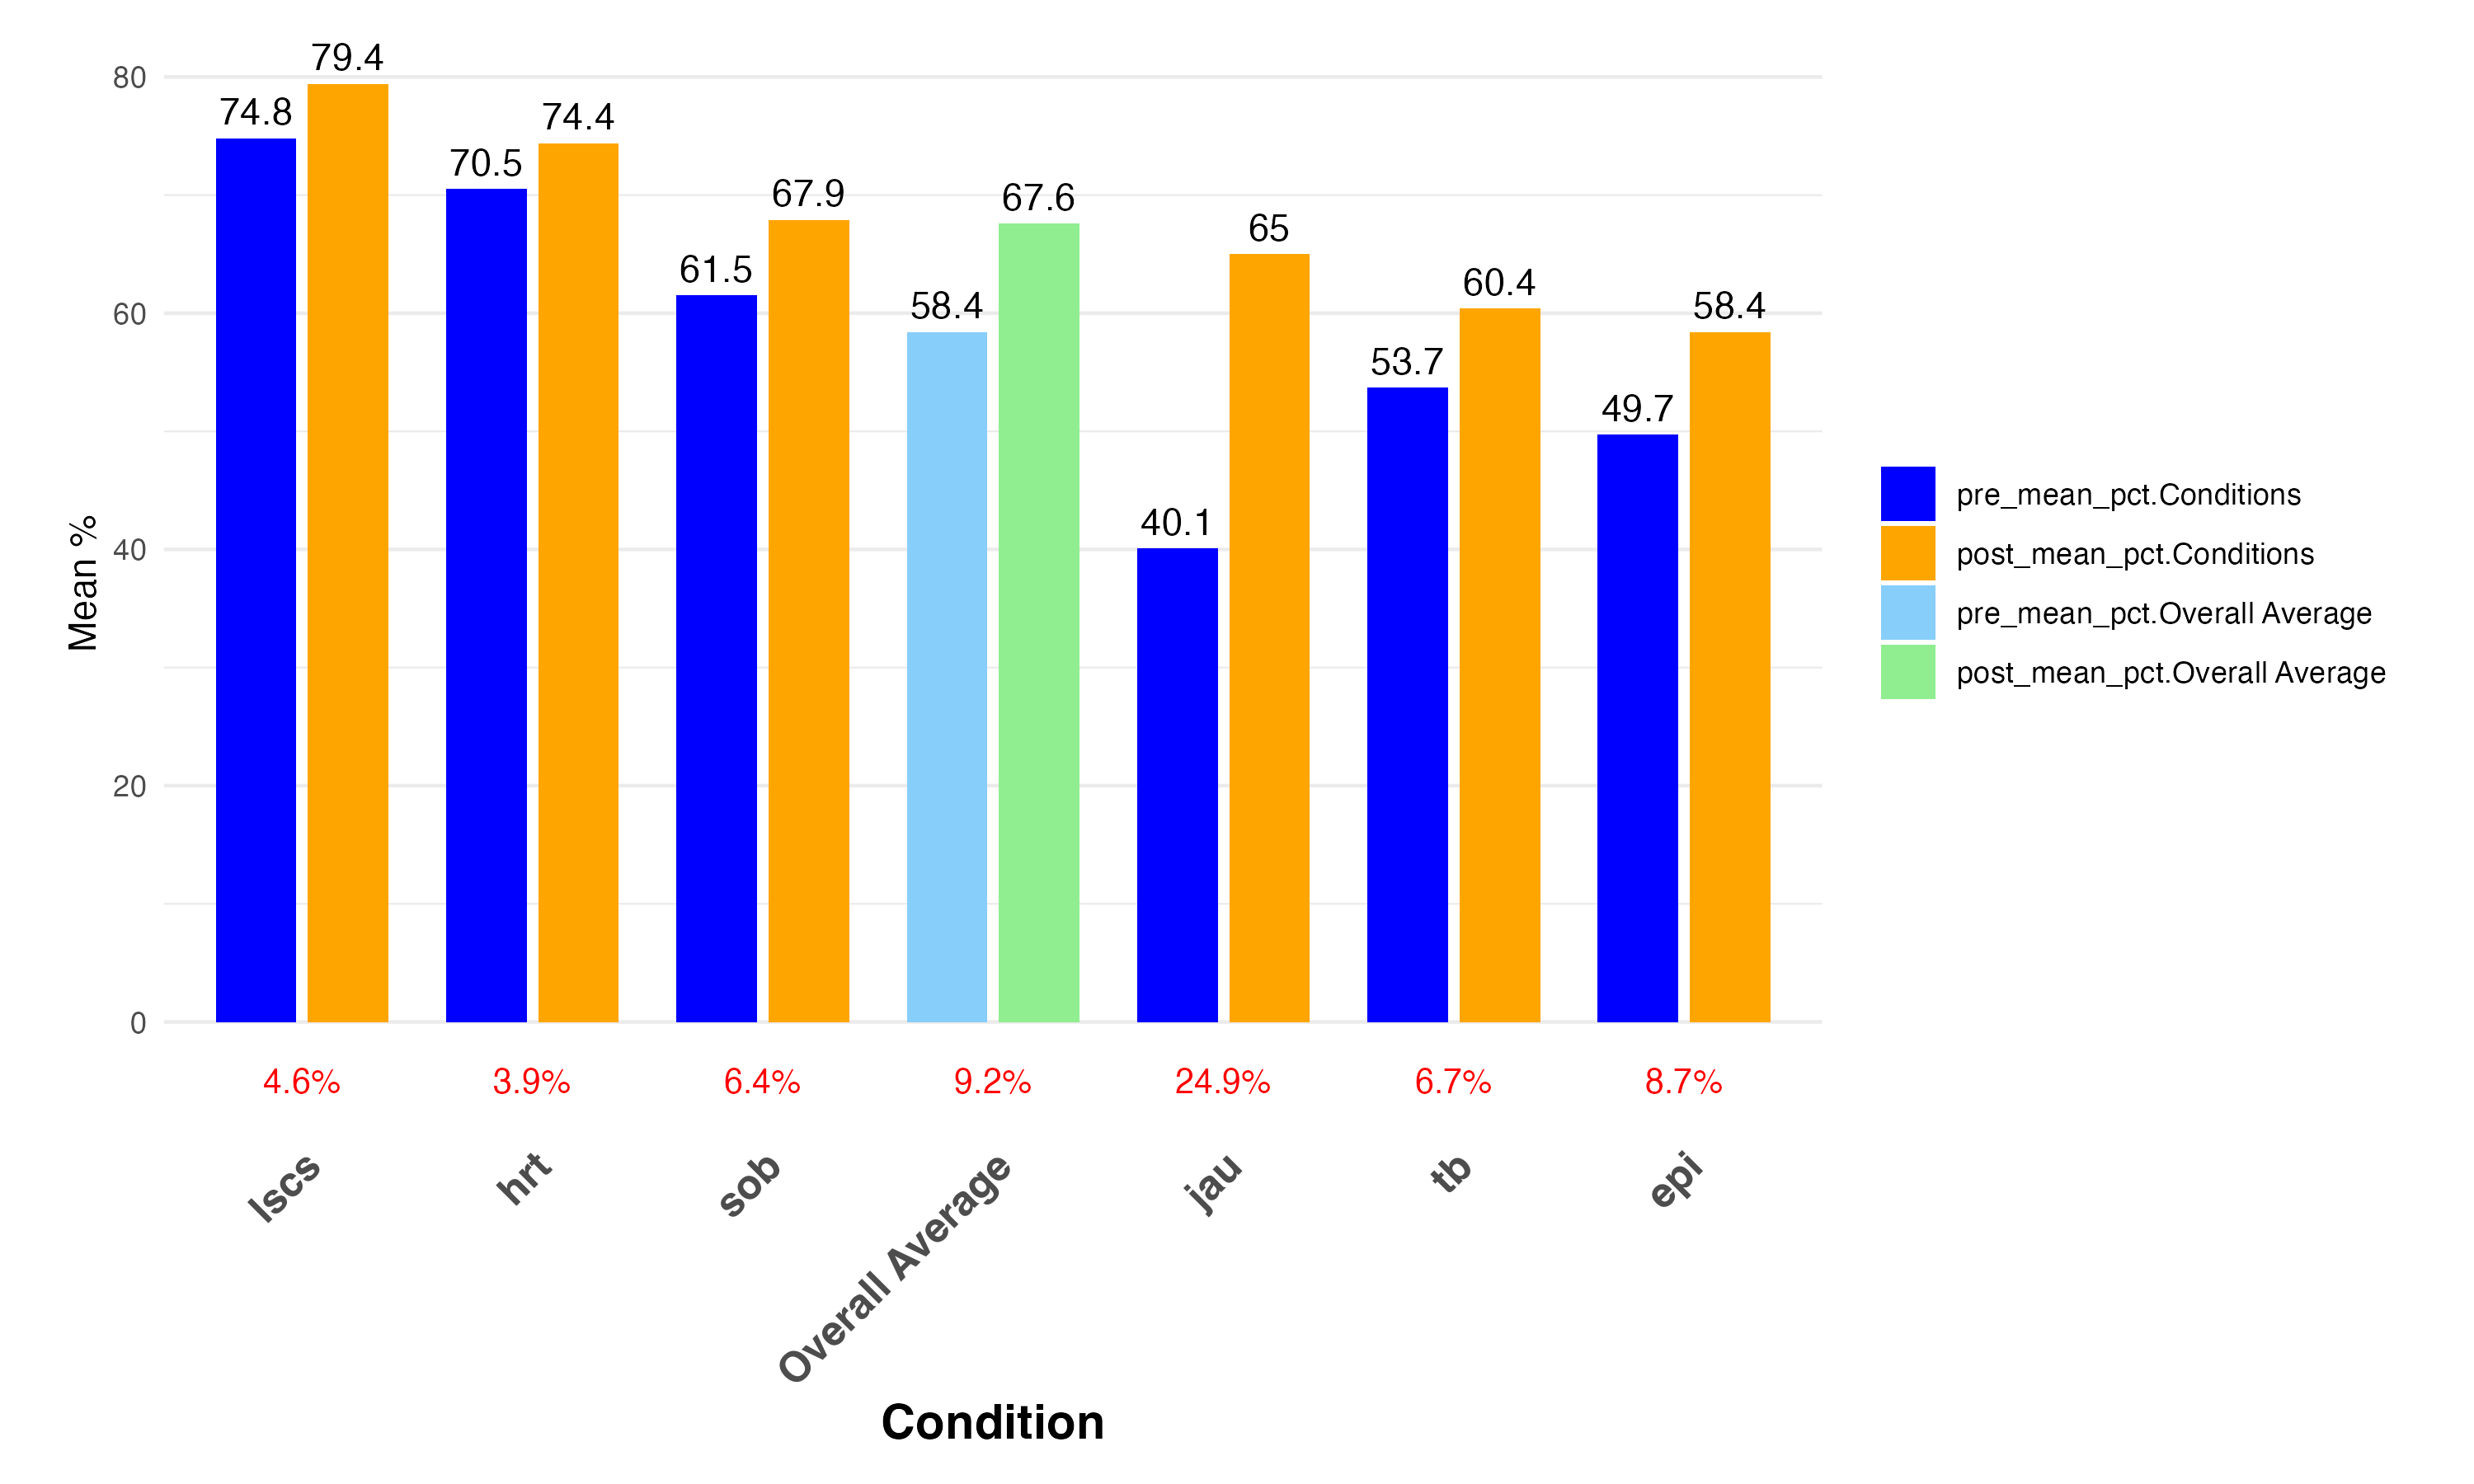 79.4
80
74.8
74.4
70.5
67.9
67.6
65
61.5
60.4
60
58.4
58.4
53.7
49.7
40.1
40
20
0
Mean %
pre_mean_pct.Conditions
post_mean_pct.Conditions
pre_mean_pct.Overall Average
post_mean_pct.Overall Average
4.6% 3.9% 6.4% 9.2% 24.9% 6.7% 8.7%
lscs
hrt
sob
Overall Average
jau
tb
epi
Condition